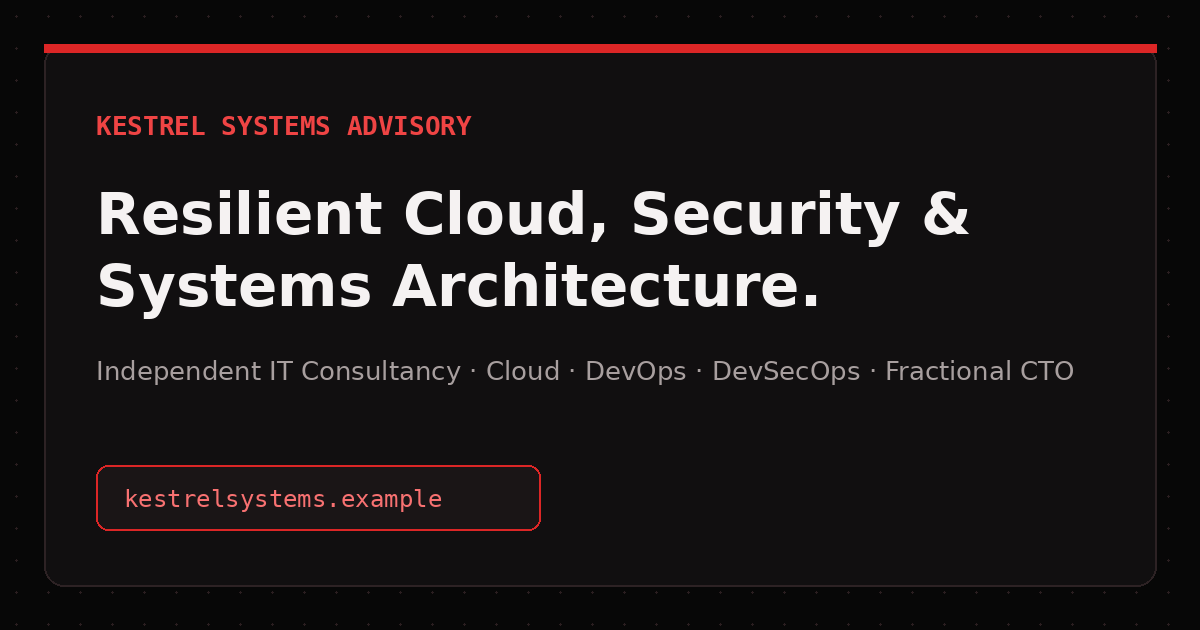 KESTREL SYSTEMS ADVISORY
Resilient Cloud, Security &
Systems Architecture.
Independent IT Consultancy · Cloud · DevOps · DevSecOps · Fractional CTO
kestrelsystems.example